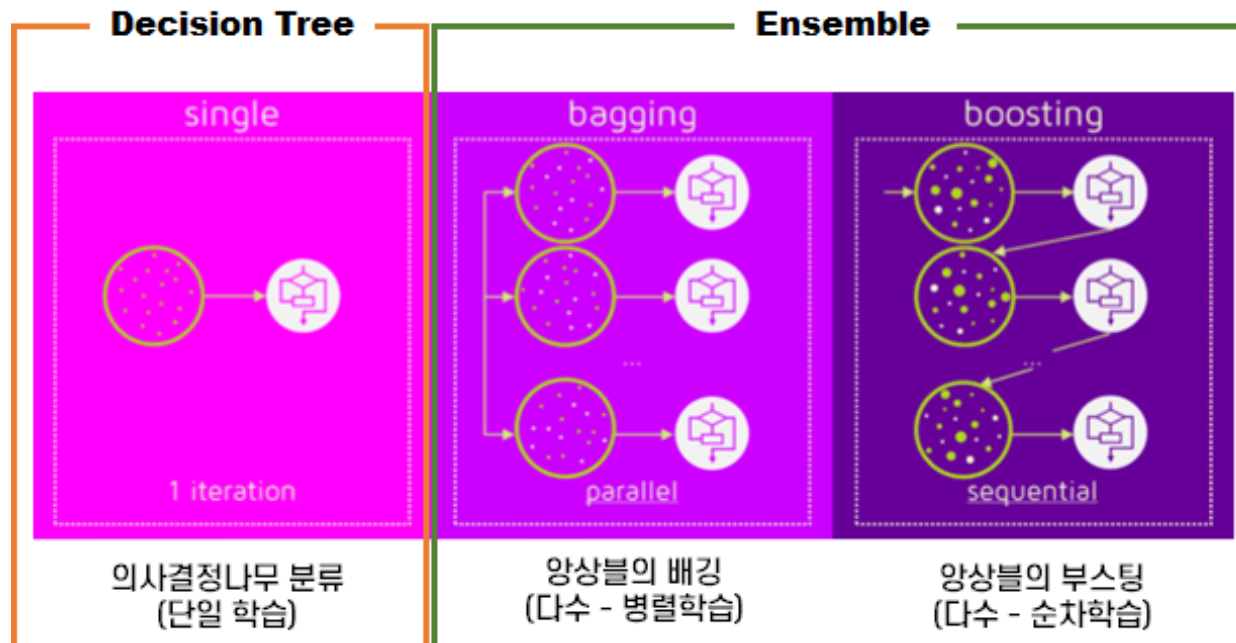 Decision Tree
Ensemble
single
bagging
boosting
...
...
1 iteration
parallel
sequential
의사결정나무 분류
(단일 학습)
앙상블의 배깅
(다수 - 병렬학습)
앙상블의 부스팅
(다수 - 순차학습)